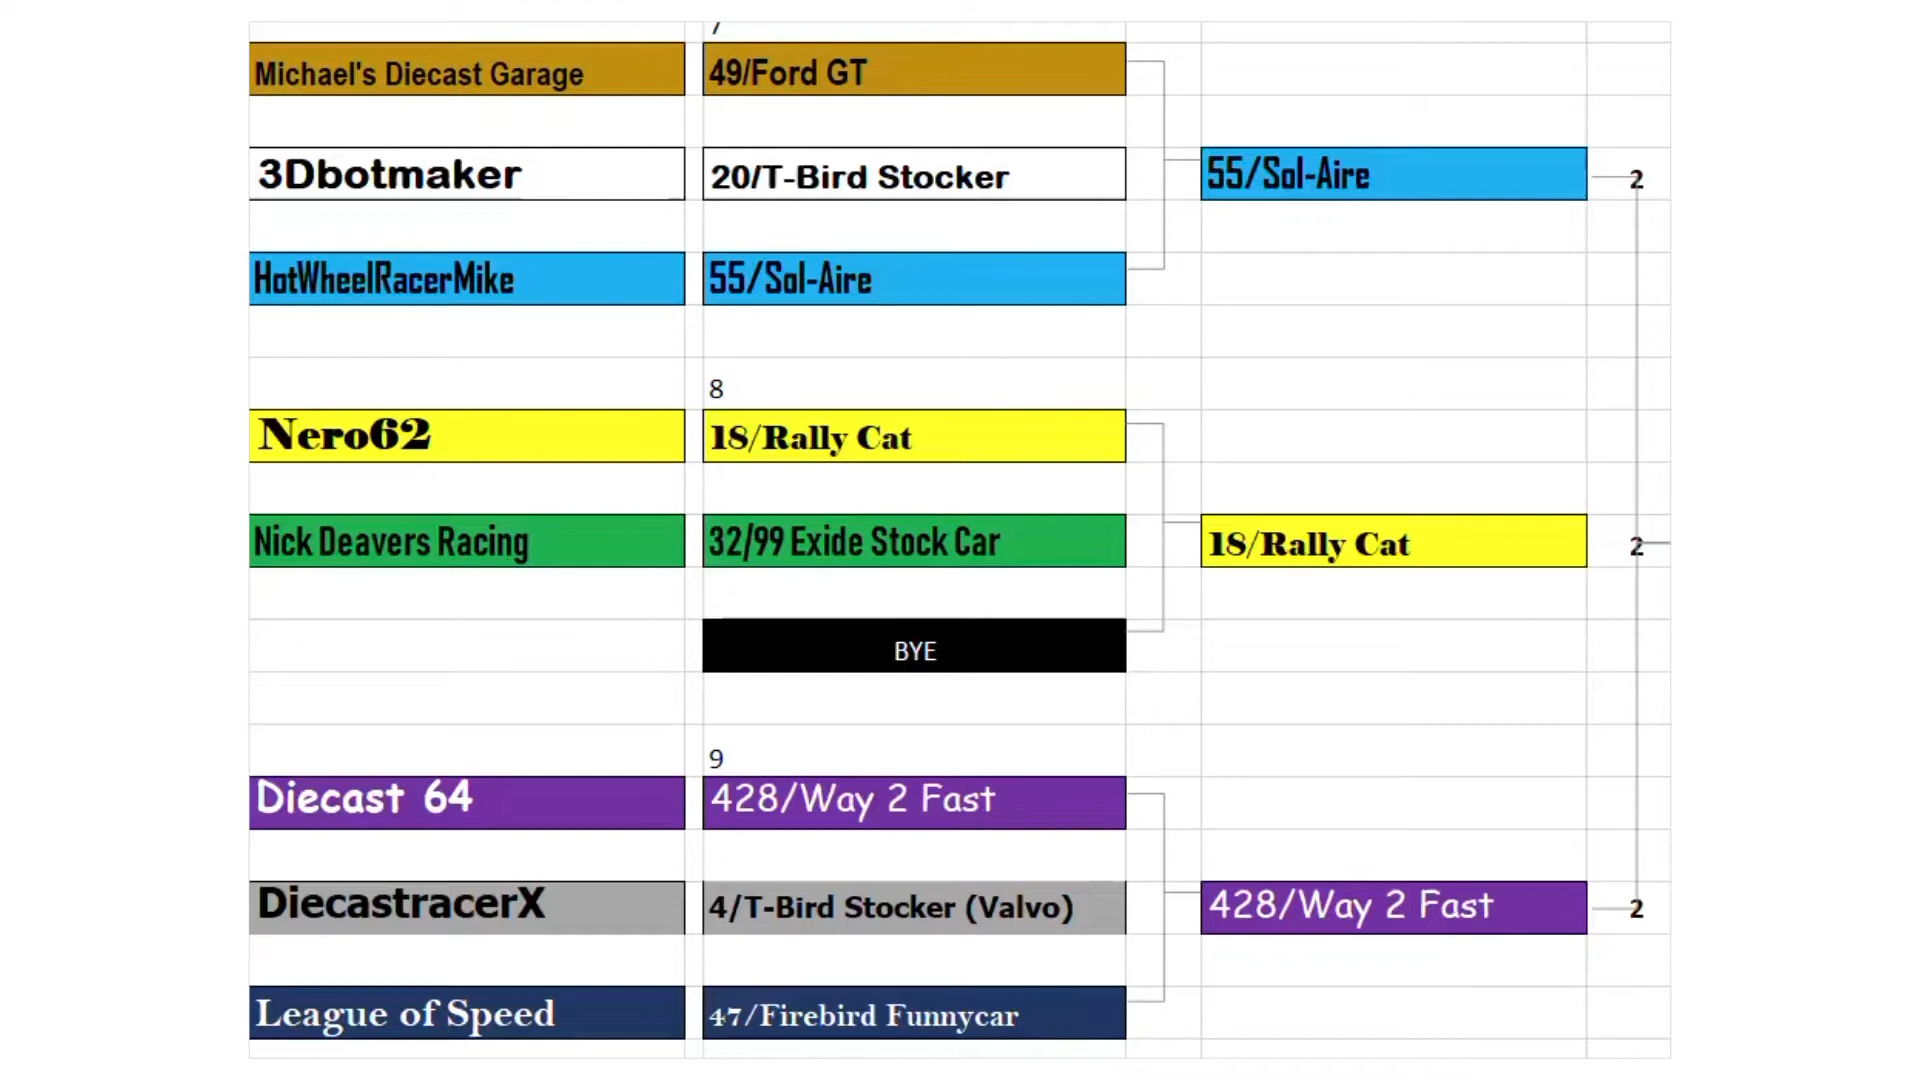 7
Michael's Diecast Garage 49/Ford GT
3Dbotmaker 20/T-Bird Stocker 55/Sol-Aire 2
HotWheelRacerMike 55/Sol-Aire
8
Nero62 18/Rally Cat
Nick Deavers Racing 32/99 Exide Stock Car 18/Rally Cat 2
BYE
9
Diecast 64 428/Way 2 Fast
DiecastracerX 4/T-Bird Stocker (Valvo) 428/Way 2 Fast 2
League of Speed 47/Firebird Funnycar